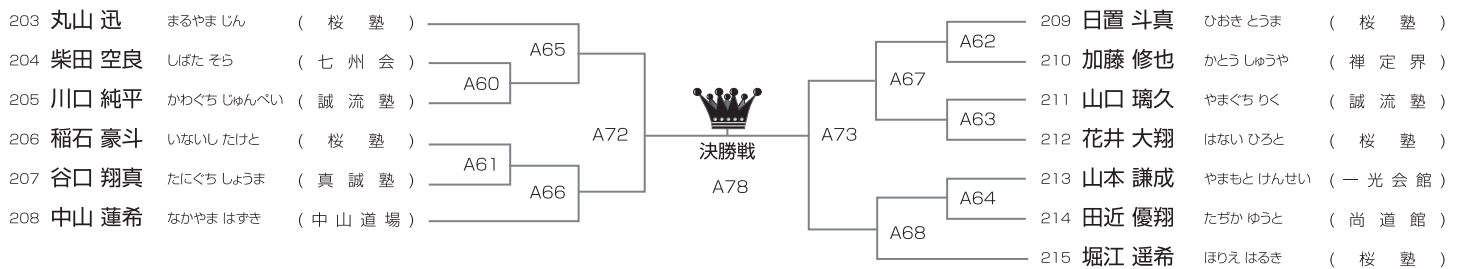 203 丸山 迅 まるやま じん ( 桜 塾 )
204 柴田 空良 しばた そら ( 七 州 会 )
205 川口 純平 かわぐち じゅんぺい ( 誠 流 塾 )
206 稲石 豪斗 いないし たけと ( 桜 塾 )
207 谷口 翔真 たにぐち しょうま ( 真 誠 塾 )
208 中山 蓮希 なかやま はずき ( 中 山 道 場 )
A65
A60
A61
A66
A72
決勝戦
A78
A73
A62
A67
A63
A64
A68
209 日置 斗真 ひおき とうま ( 桜 塾 )
210 加藤 修也 かとう しゅうや ( 禅 定 界 )
211 山口 璃久 やまぐち りく ( 誠 流 塾 )
212 花井 大翔 はない ひろと ( 桜 塾 )
213 山本 謙成 やまもと けんせい ( 一 光 会 館 )
214 田近 優翔 たぢか ゆうと ( 尚 道 館 )
215 堀江 遥希 ほりえ はるき ( 桜 塾 )